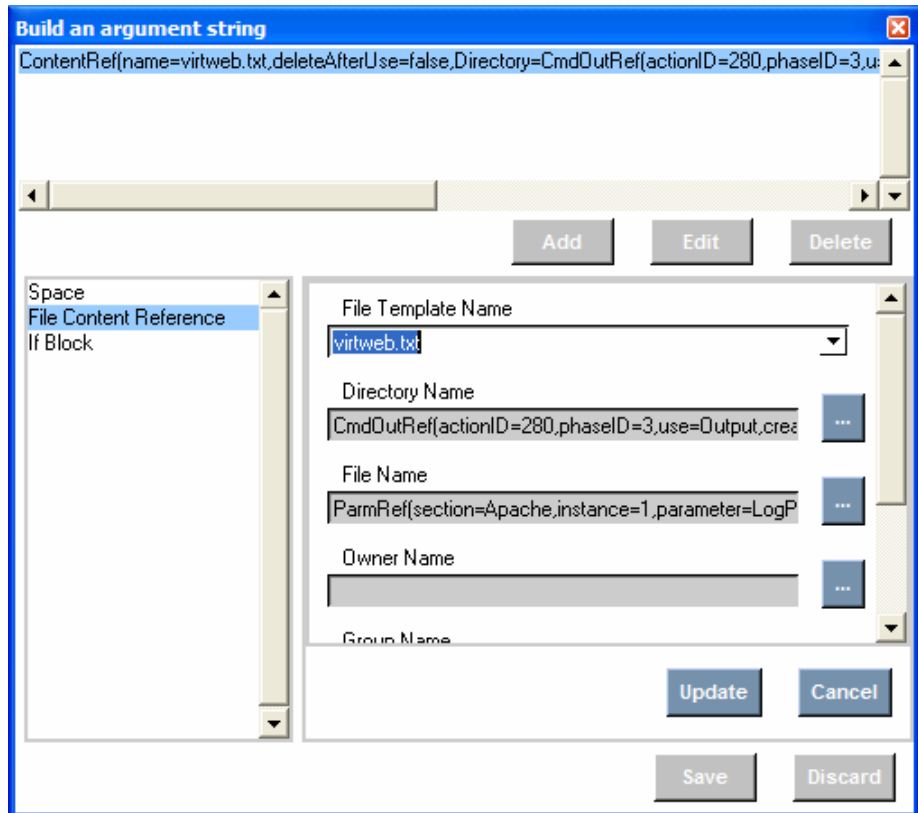 Build an argument string
ContentRef(name=virtweb.txt,deleteAfterUse=false,Directory=CmdOutRef(actionID=280,phaseID=3,u
Add Edit Delete
Space
File Content Reference
If Block
File Template Name
virtweb.txt
Directory Name
CmdOutRef(actionID=280,phaseID=3,use=Output,crea
...
File Name
ParmRef(section=Apache,instance=1,parameter=LogP
...
Owner Name
...
Group Name
Update Cancel
Save Discard